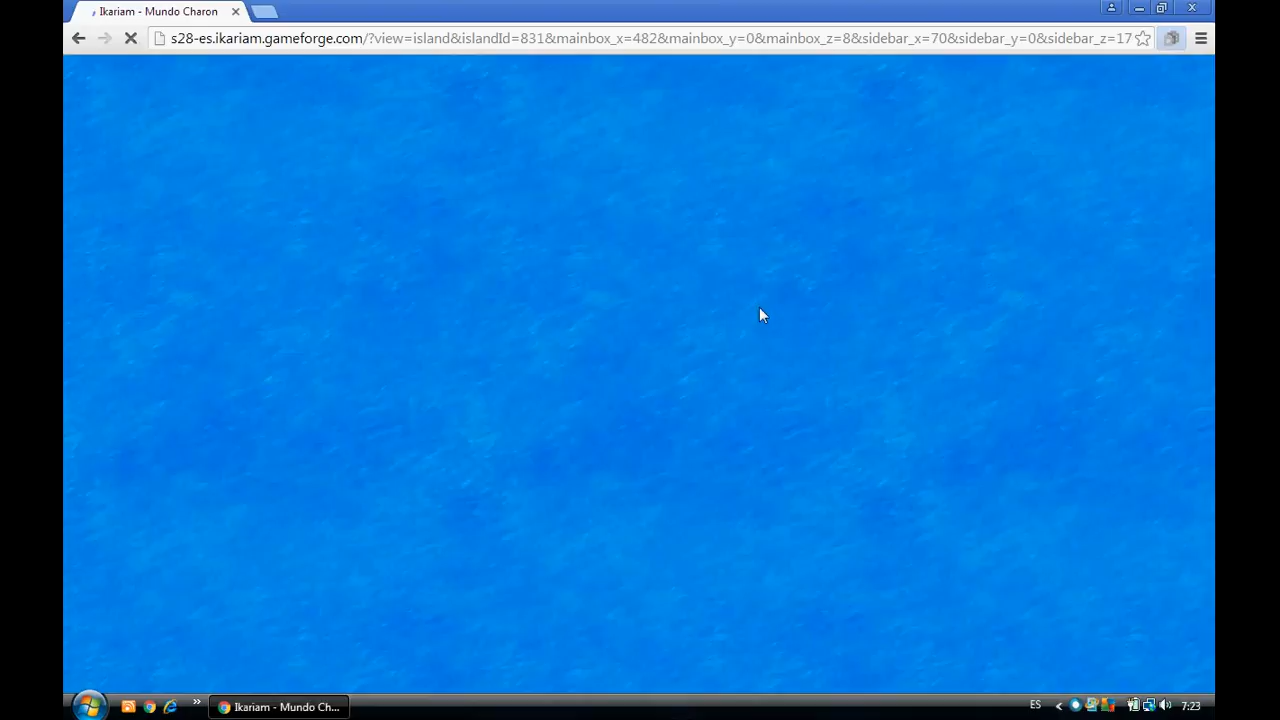 Ikariam - Mundo Charon
s28-es.ikariam.gameforge.com/?view=island&islandId=831&mainbox_x=482&mainbox_y=0&mainbox_z=8&sidebar_x=70&sidebar_y=0&sidebar_z=17
Ikariam - Mundo Ch... ES 7:23